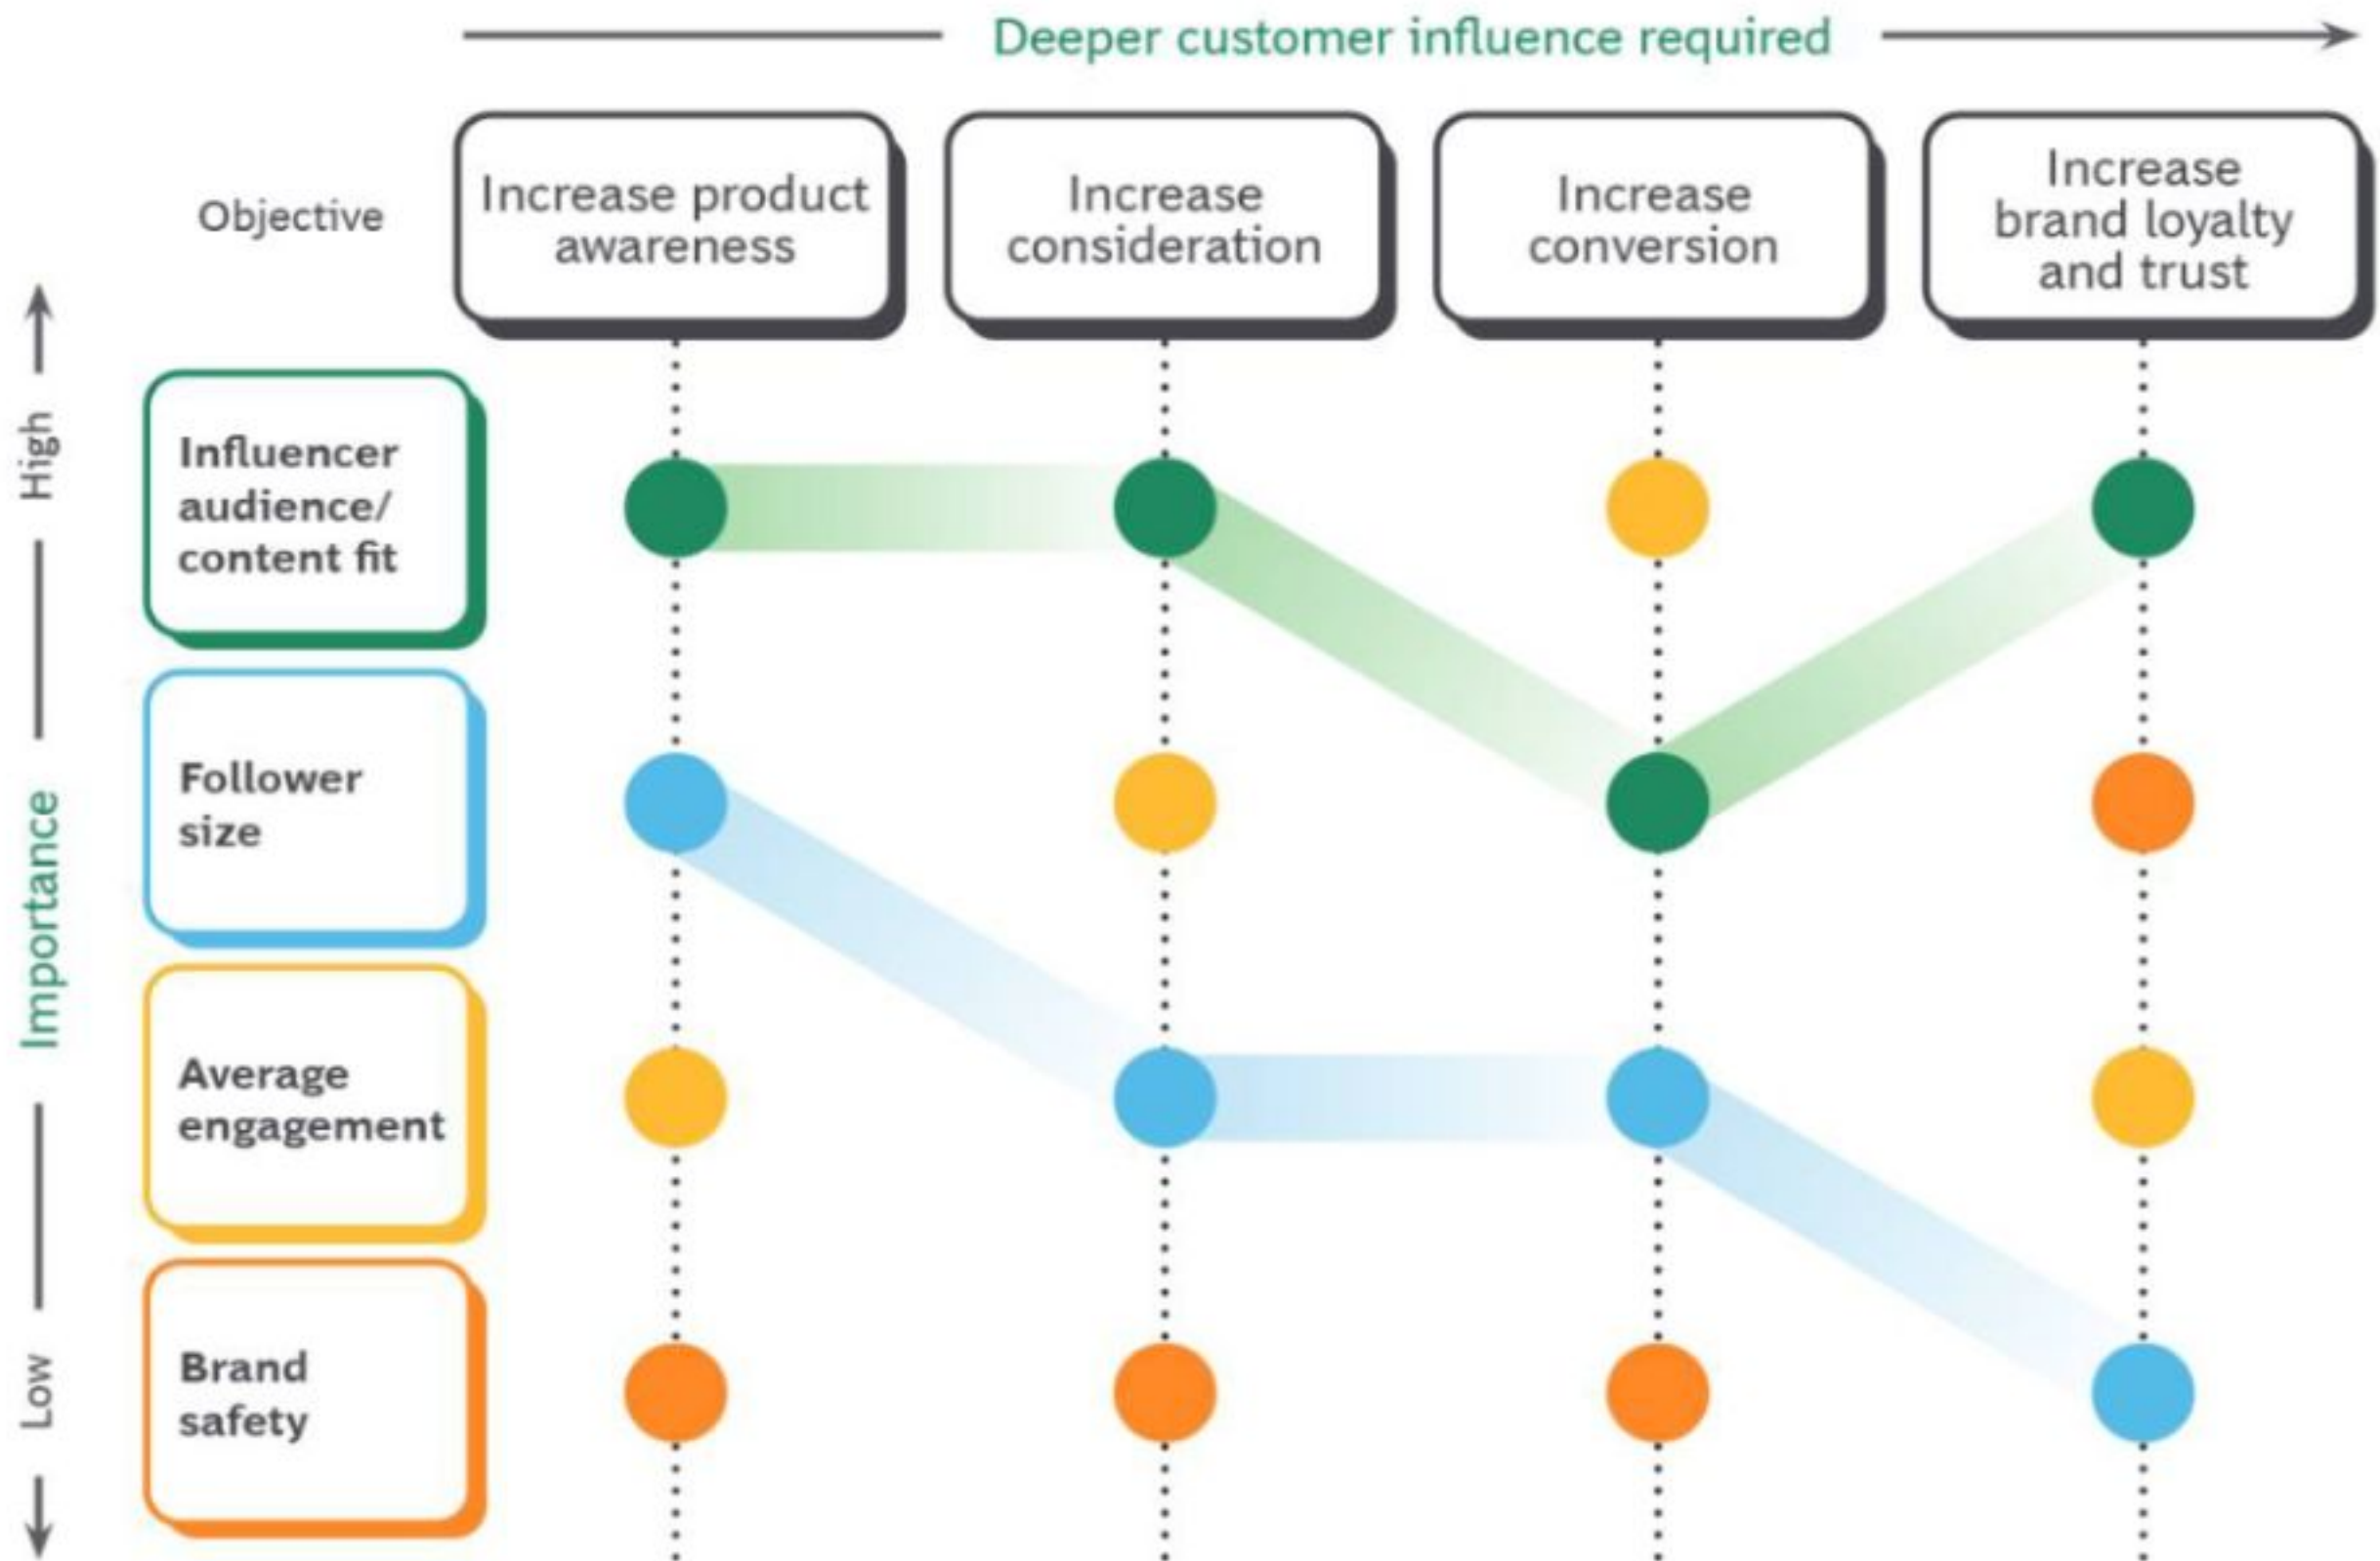 Deeper customer influence required
Objective
Increase product
awareness
Increase
consideration
Increase
conversion
Increase
brand loyalty
and trust
High
Importance
Low
Influencer
audience/
content fit
Follower
size
Average
engagement
Brand
safety